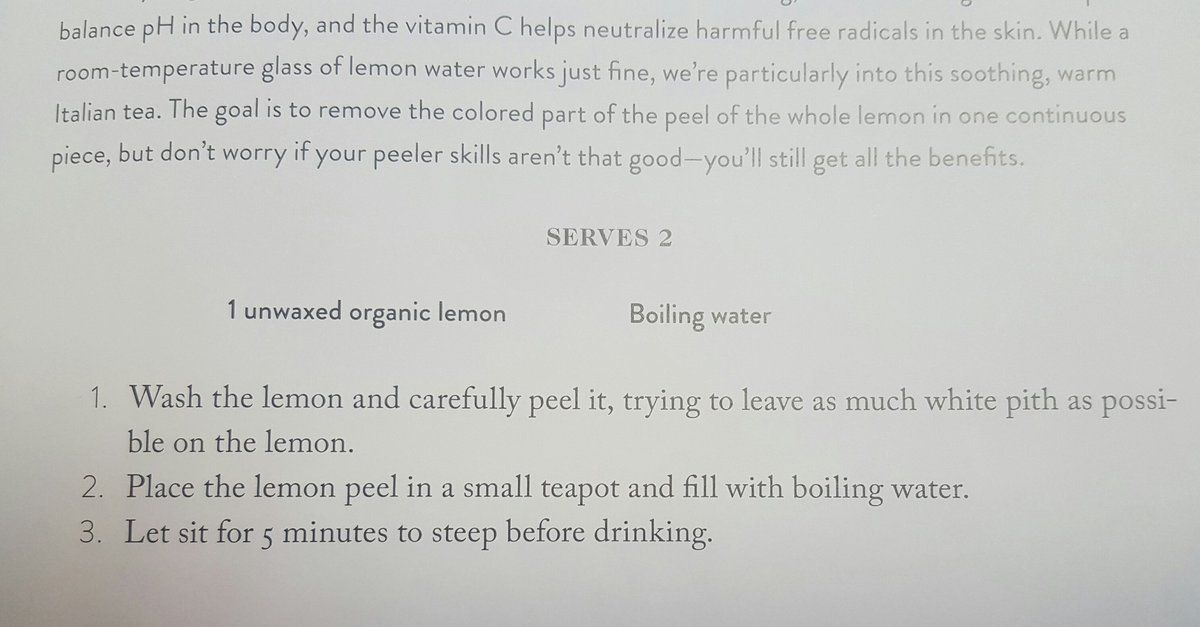 balance pH in the body, and the vitamin C helps neutralize harmful free radicals in the skin. While a
room-temperature glass of lemon water works just fine, we're particularly into this soothing, warm
Italian tea. The goal is to remove the colored part of the peel of the whole lemon in one continuous
piece, but don't worry if your peeler skills aren't that good—you'll still get all the benefits.
SERVES 2
1 unwaxed organic lemon
Boiling water
1. Wash the lemon and carefully peel it, trying to leave as much white pith as possi-
ble on the lemon.
2. Place the lemon peel in a small teapot and fill with boiling water.
3. Let sit for 5 minutes to steep before drinking.